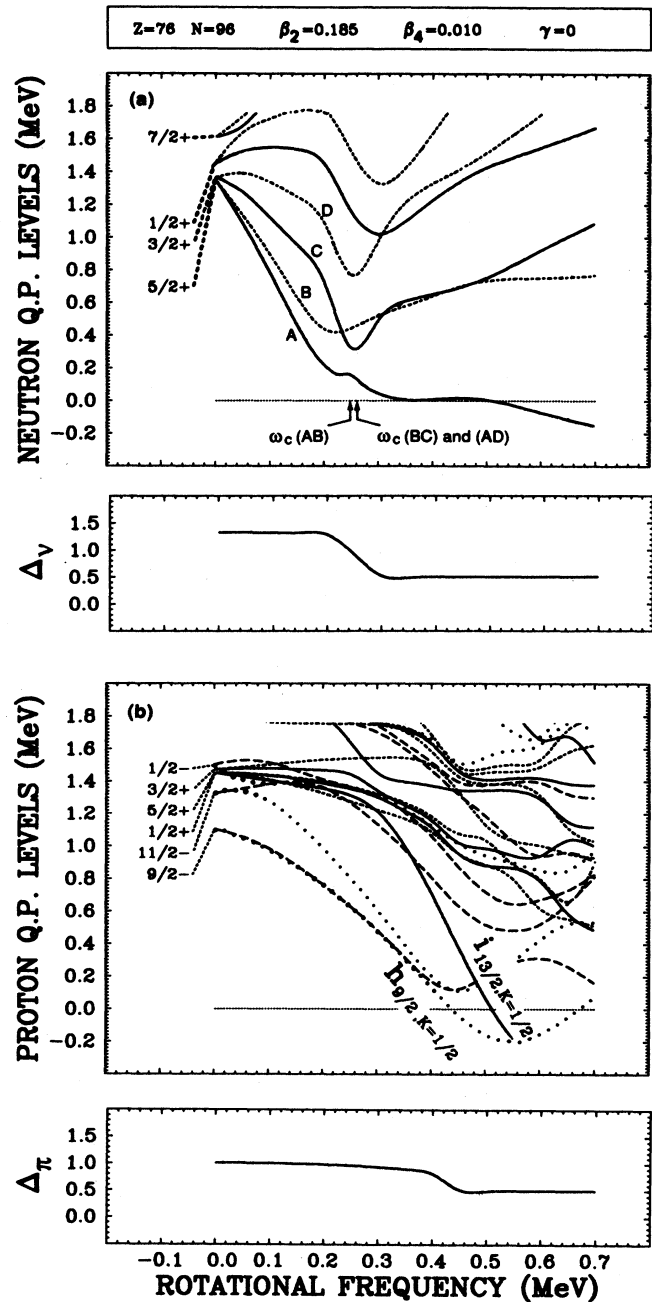 Z=76 N=96 β2=0.185 β4=0.010 γ=0
(a)
NEUTRON Q.P. LEVELS (MeV)
1.8
1.6
1.4
1.2
1.0
0.8
0.6
0.4
0.2
0.0
−0.2
7/2+
1/2+
3/2+
5/2+
D
C
B
A
ωc (AB)
ωc (BC) and (AD)
Δν
1.5
1.0
0.5
0.0
(b)
PROTON Q.P. LEVELS (MeV)
1.8
1.6
1.4
1.2
1.0
0.8
0.6
0.4
0.2
0.0
−0.2
1/2−
3/2+
5/2+
1/2+
11/2−
9/2−
h9/2,K=1/2
i13/2,K=1/2
Δπ
1.5
1.0
0.5
0.0
−0.1 0.0 0.1 0.2 0.3 0.4 0.5 0.6 0.7
ROTATIONAL FREQUENCY (MeV)